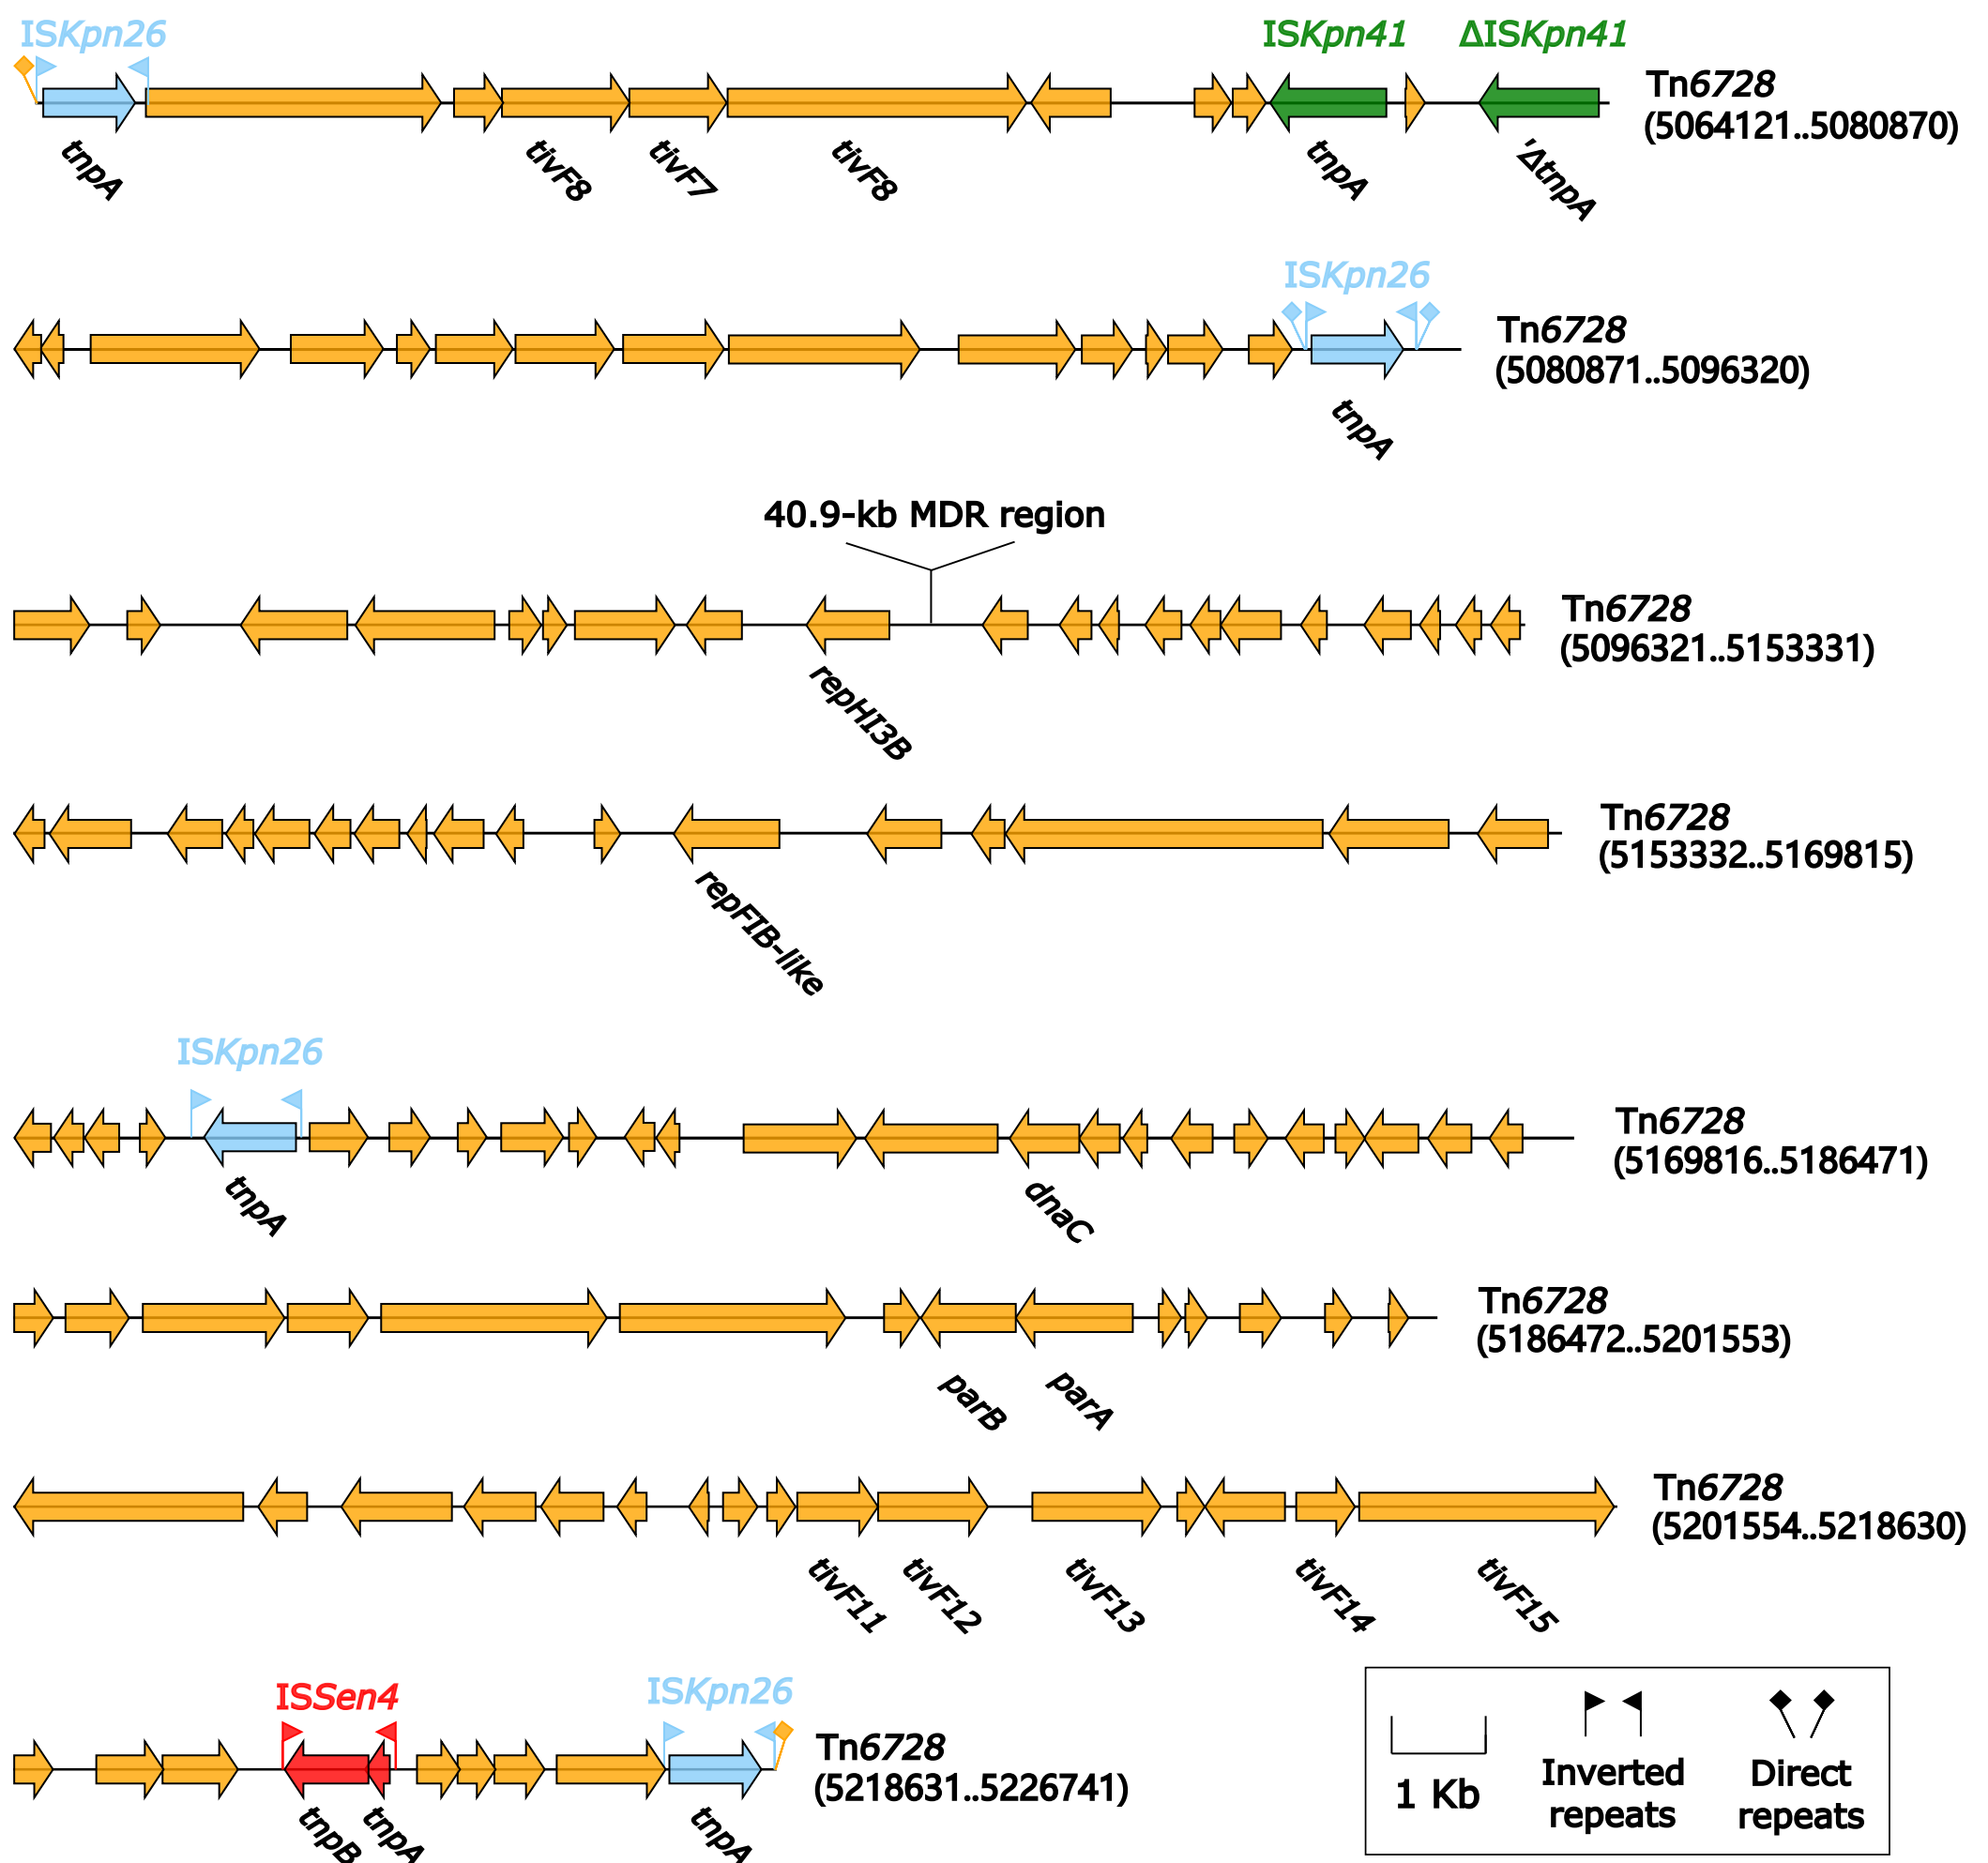 ISKpn26 ISKpn41 ΔISKpn41
Tn6728
(5064121..5080870)
tnpA tivF8 tivF7 tivF8 tnpA 'ΔtnpA
ISKpn26
Tn6728
(5080871..5096320)
tnpA
40.9-kb MDR region
Tn6728
(5096321..5153331)
repHI3B
Tn6728
(5153332..5169815)
repFIB-like
ISKpn26
Tn6728
(5169816..5186471)
tnpA dnaC
Tn6728
(5186472..5201553)
parB parA
Tn6728
(5201554..5218630)
tivF11 tivF12 tivF13 tivF14 tivF15
ISSen4 ISKpn26
Tn6728
(5218631..5226741)
tnpB tnpA tnpA
1 Kb
Inverted
repeats
Direct
repeats